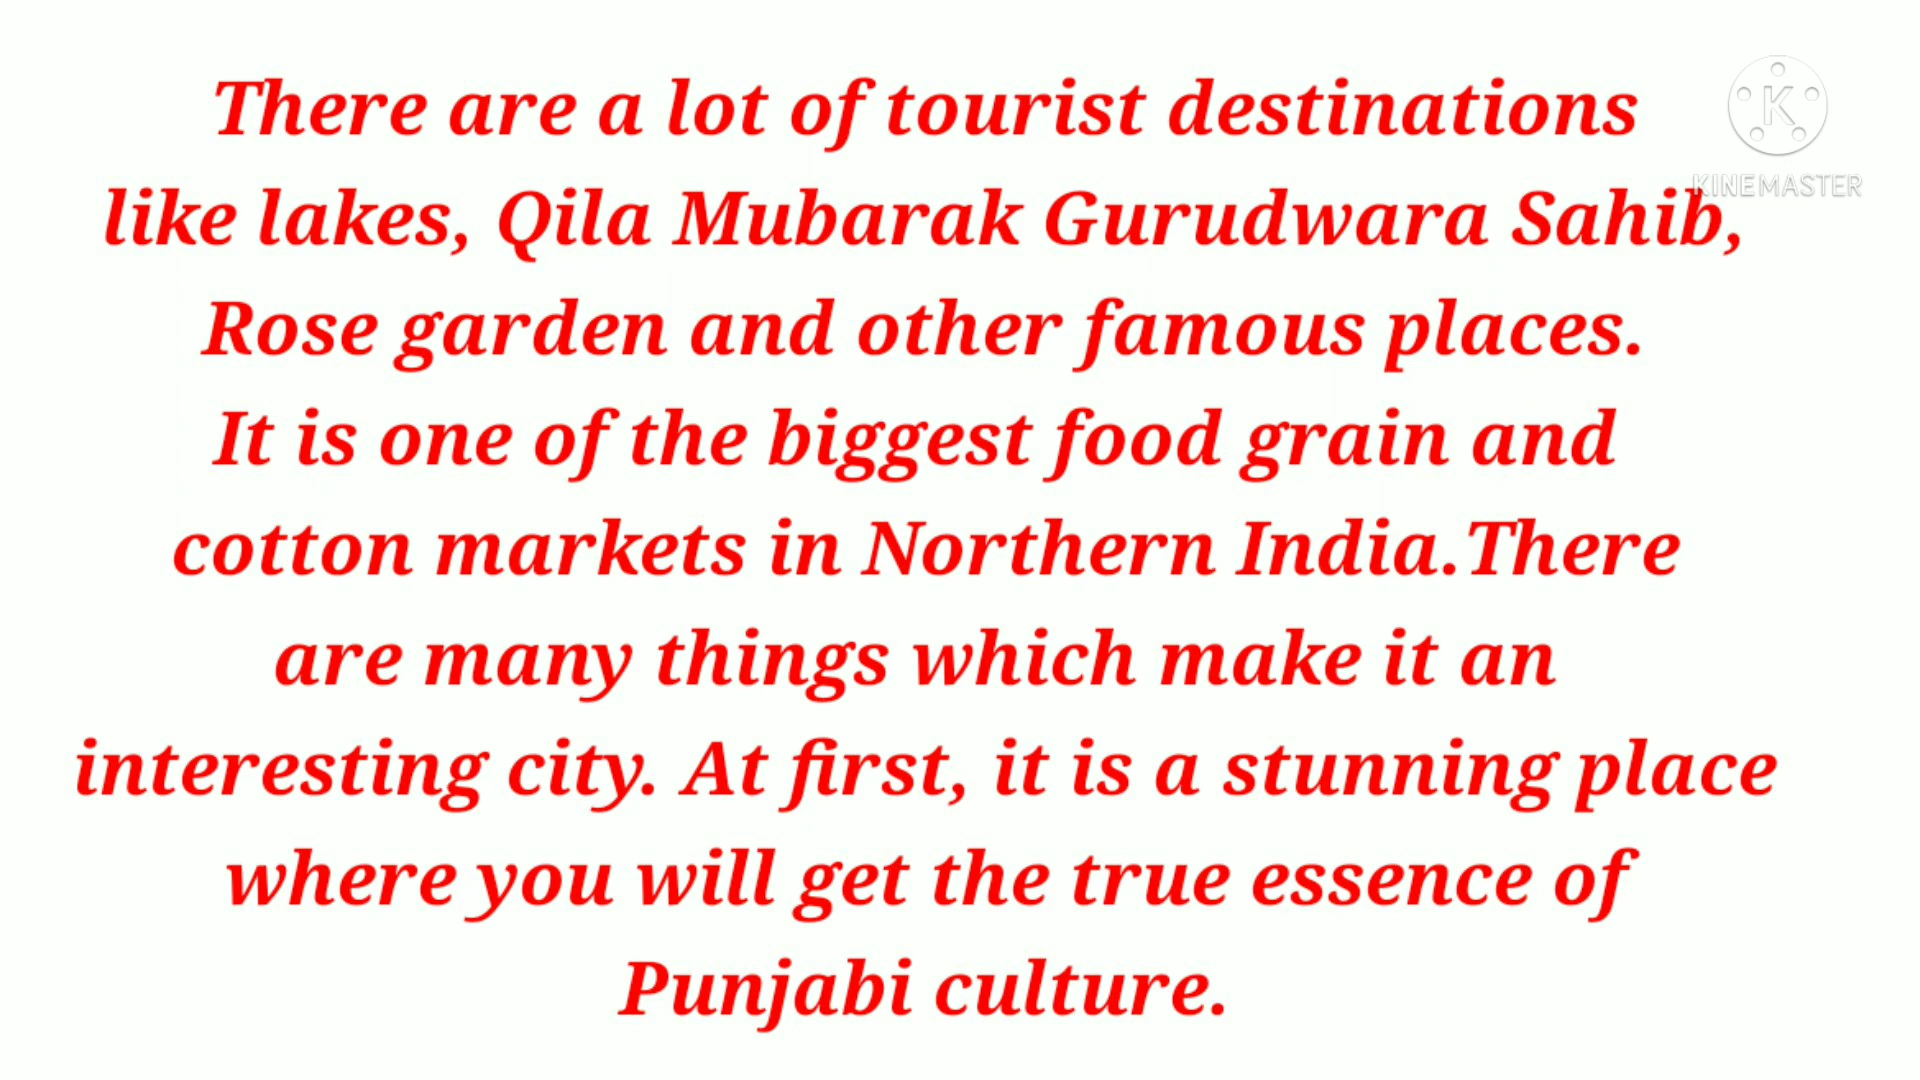 There are a lot of tourist destinations
like lakes, Qila Mubarak Gurudwara Sahib,
Rose garden and other famous places.
It is one of the biggest food grain and
cotton markets in Northern India.There
are many things which make it an
interesting city. At first, it is a stunning place
where you will get the true essence of
Punjabi culture.
K
KINEMASTER